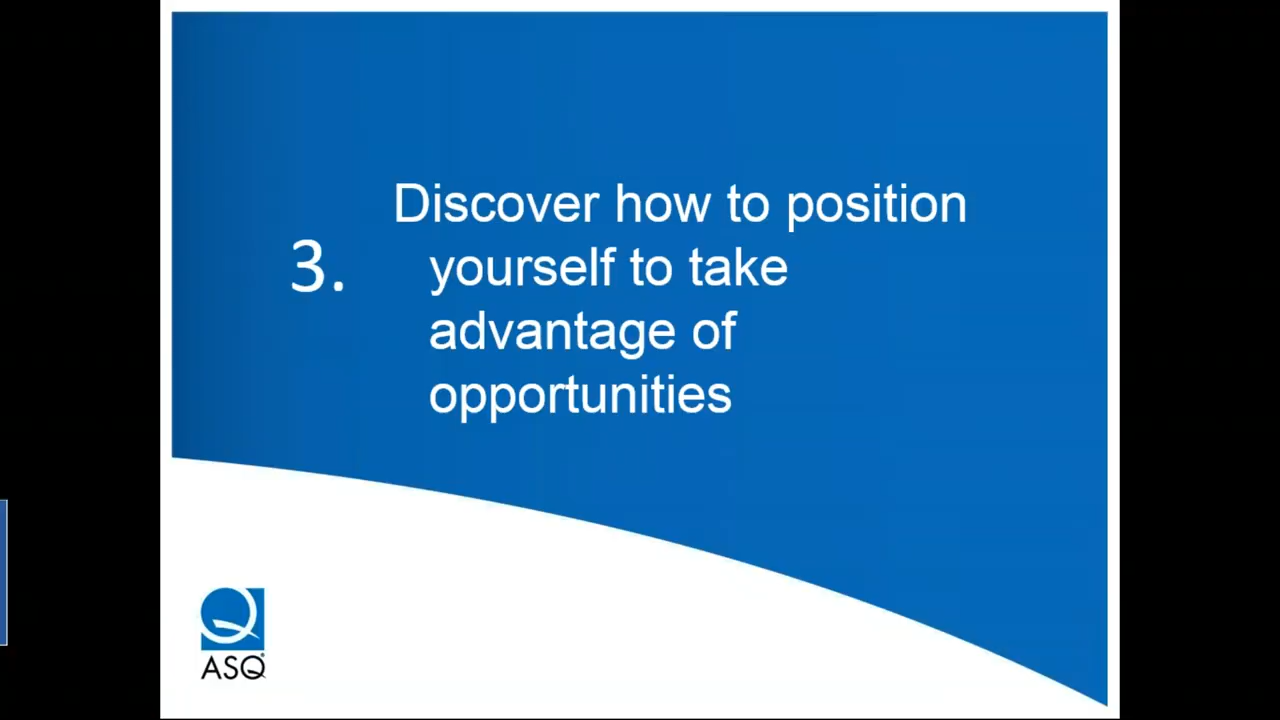 3.
Discover how to position
yourself to take
advantage of
opportunities
ASQ